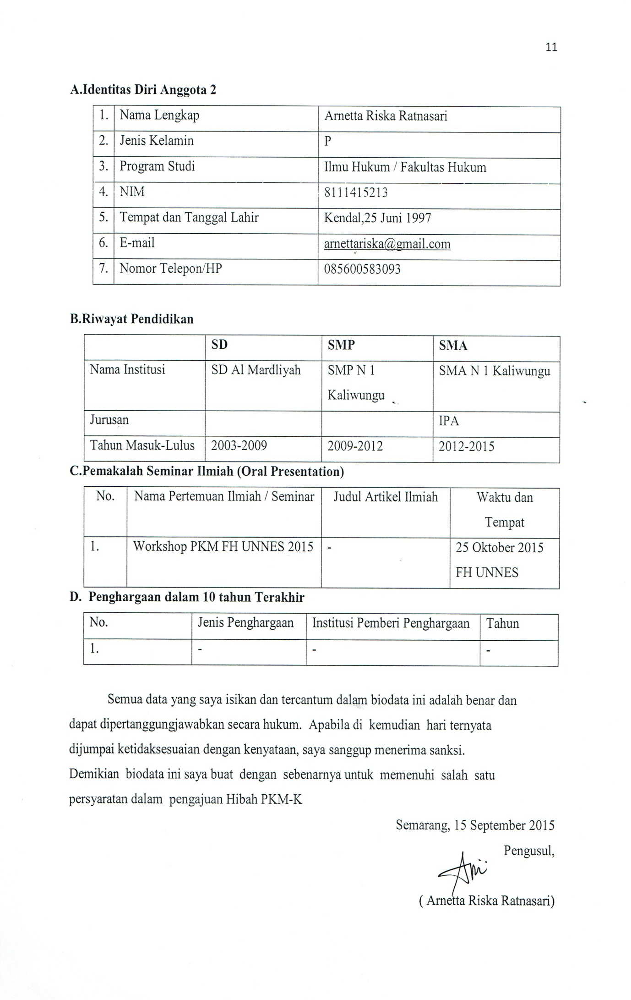 11
A.Identitas Diri Anggota 2
1. Nama Lengkap Arnetta Riska Ratnasari
2. Jenis Kelamin P
3. Program Studi Ilmu Hukum / Fakultas Hukum
4. NIM 8111415213
5. Tempat dan Tanggal Lahir Kendal,25 Juni 1997
6. E-mail arnettariska@gmail.com
7. Nomor Telepon/HP 085600583093
B.Riwayat Pendidikan
SD SMP SMA
Nama Institusi SD Al Mardliyah SMP N 1 SMA N 1 Kaliwungu
Kaliwungu
Jurusan IPA
Tahun Masuk-Lulus 2003-2009 2009-2012 2012-2015
C.Pemakalah Seminar Ilmiah (Oral Presentation)
No. Nama Pertemuan Ilmiah / Seminar Judul Artikel Ilmiah Waktu dan
Tempat
1. Workshop PKM FH UNNES 2015 - 25 Oktober 2015
FH UNNES
D. Penghargaan dalam 10 tahun Terakhir
No. Jenis Penghargaan Institusi Pemberi Penghargaan Tahun
1. - - -
Semua data yang saya isikan dan tercantum dalam biodata ini adalah benar dan
dapat dipertanggungjawabkan secara hukum. Apabila di kemudian hari ternyata
dijumpai ketidaksesuaian dengan kenyataan, saya sanggup menerima sanksi.
Demikian biodata ini saya buat dengan sebenarnya untuk memenuhi salah satu
persyaratan dalam pengajuan Hibah PKM-K
Semarang, 15 September 2015
Pengusul,
( Arnetta Riska Ratnasari)